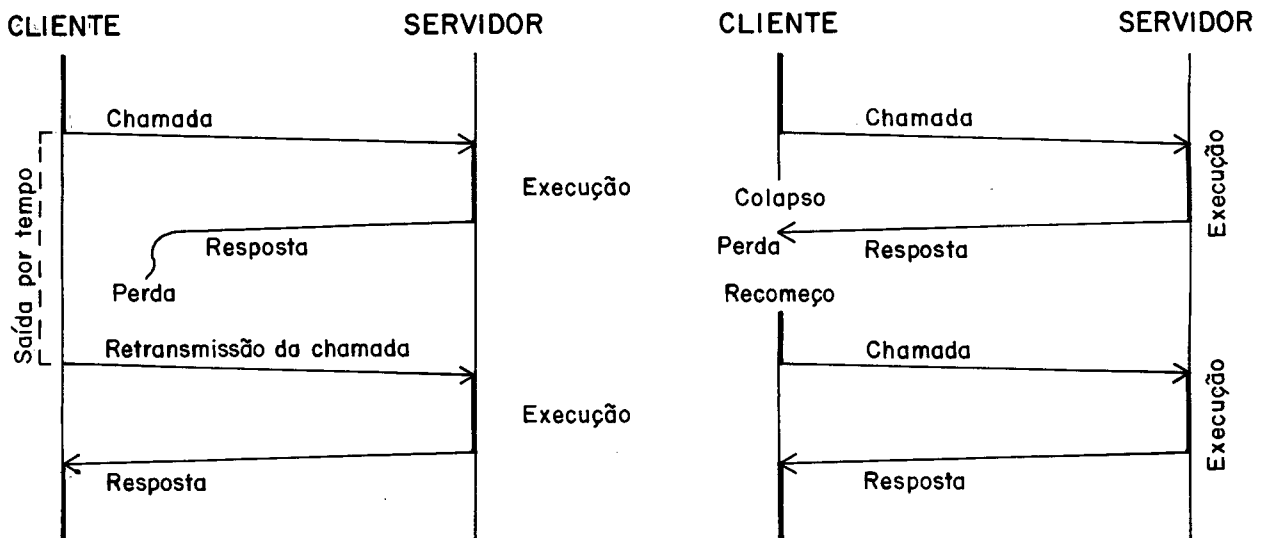 CLIENTE
SERVIDOR
Chamada
Execução
Resposta
Perda
Saída por tempo
Retransmissão da chamada
Execução
Resposta
CLIENTE
SERVIDOR
Chamada
Execução
Colapso
Perda
Resposta
Recomeço
Chamada
Execução
Resposta